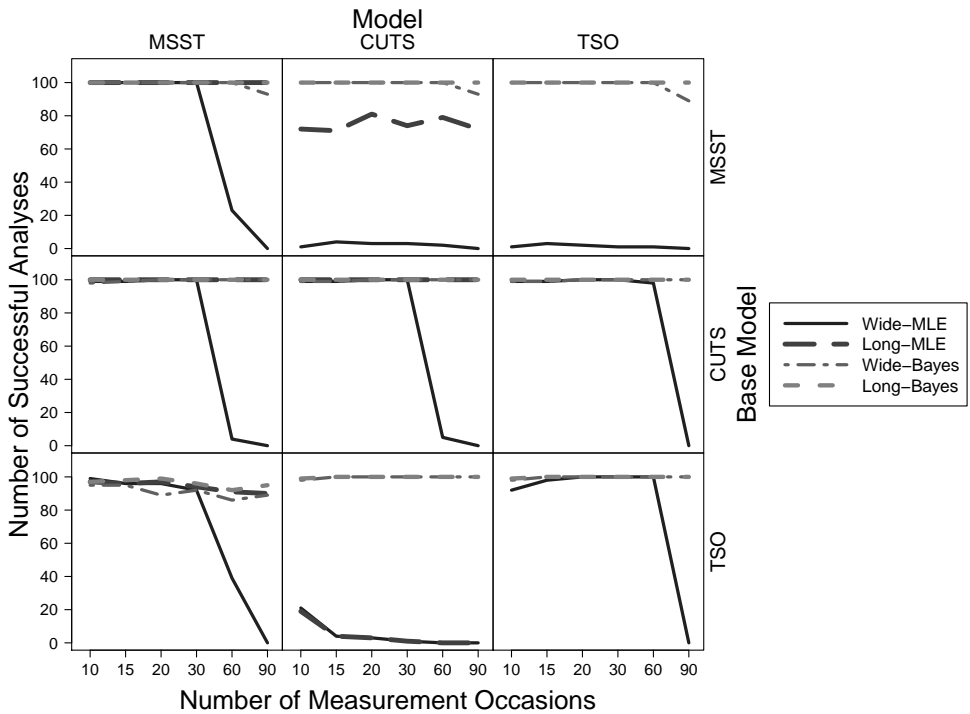 Model
MSST CUTS TSO
Number of Successful Analyses
100
80
60
40
20
0
MSST
100
80
60
40
20
0
CUTS
100
80
60
40
20
0
TSO
Base Model
10 15 20 30 60 90 10 15 20 30 60 90 10 15 20 30 60 90
Number of Measurement Occasions
Wide−MLE
Long−MLE
Wide−Bayes
Long−Bayes